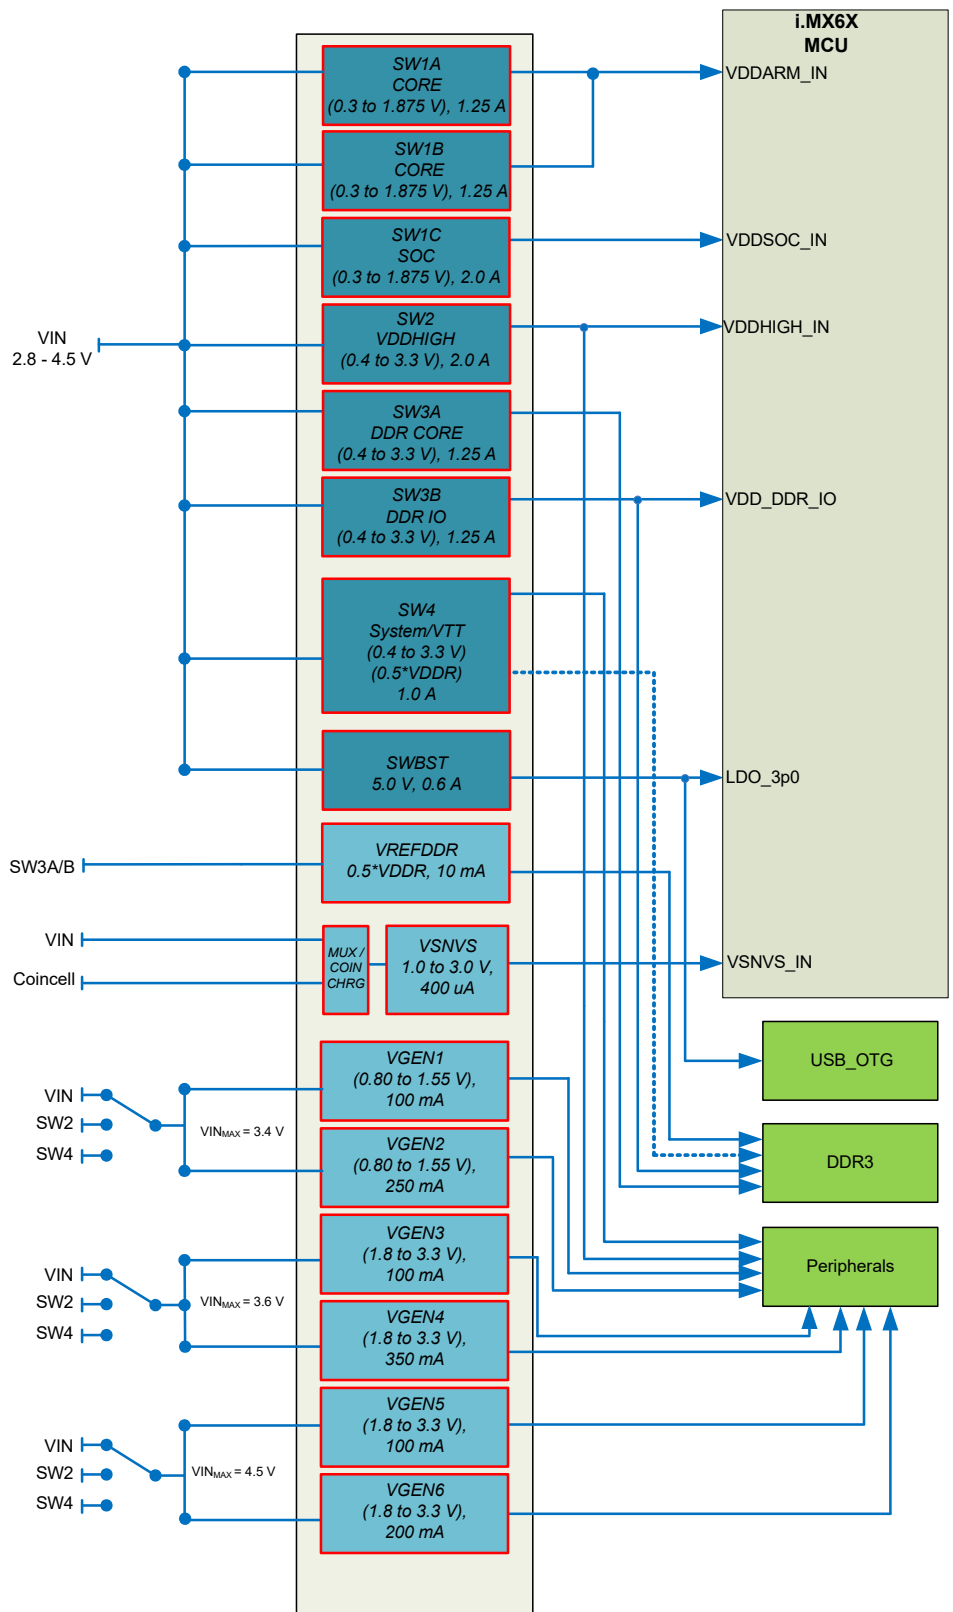 i.MX6X
MCU
SW1A
CORE
(0.3 to 1.875 V), 1.25 A
VDDARM_IN
SW1B
CORE
(0.3 to 1.875 V), 1.25 A
SW1C
SOC
(0.3 to 1.875 V), 2.0 A
VDDSOC_IN
VIN
2.8 - 4.5 V
SW2
VDDHIGH
(0.4 to 3.3 V), 2.0 A
VDDHIGH_IN
SW3A
DDR CORE
(0.4 to 3.3 V), 1.25 A
SW3B
DDR IO
(0.4 to 3.3 V), 1.25 A
VDD_DDR_IO
SW4
System/VTT
(0.4 to 3.3 V)
(0.5*VDDR)
1.0 A
SWBST
5.0 V, 0.6 A
LDO_3p0
SW3A/B
VREFDDR
0.5*VDDR, 10 mA
VIN
Coincell
MUX /
COIN
CHRG
VSNVS
1.0 to 3.0 V,
400 uA
VSNVS_IN
USB_OTG
VIN
SW2
SW4
VINMAX = 3.4 V
VGEN1
(0.80 to 1.55 V),
100 mA
VGEN2
(0.80 to 1.55 V),
250 mA
DDR3
VIN
SW2
SW4
VINMAX = 3.6 V
VGEN3
(1.8 to 3.3 V),
100 mA
VGEN4
(1.8 to 3.3 V),
350 mA
Peripherals
VIN
SW2
SW4
VINMAX = 4.5 V
VGEN5
(1.8 to 3.3 V),
100 mA
VGEN6
(1.8 to 3.3 V),
200 mA